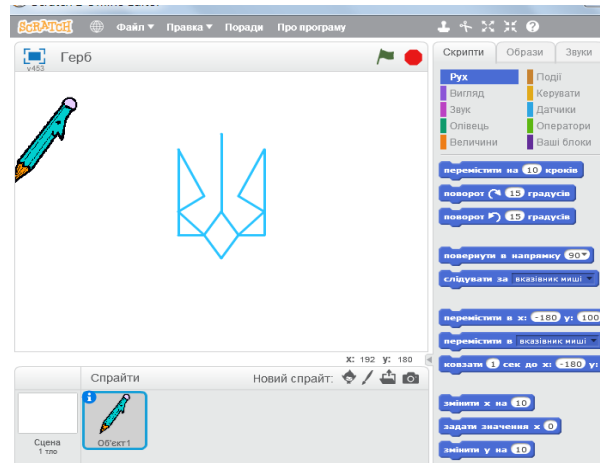 SCRATCH Файл Правка Поради Про програму
Герб
v453
Скрипти Образи Звуки
Рух Події
Вигляд Керувати
Звук Датчики
Олівець Оператори
Величини Ваші блоки
перемістити на 10 кроків
поворот 15 градусів
поворот 15 градусів
повернути в напрямку 90
слідувати за вказівник миші
перемістити в x: -180 y: 100
перемістити в вказівник миші
ковзати 1 сек до x: -180 y:
змінити x на 10
задати значення x 0
змінити y на 10
x: 192 y: 180
Спрайти Новий спрайт:
Сцена
1 тло
Об'єкт1